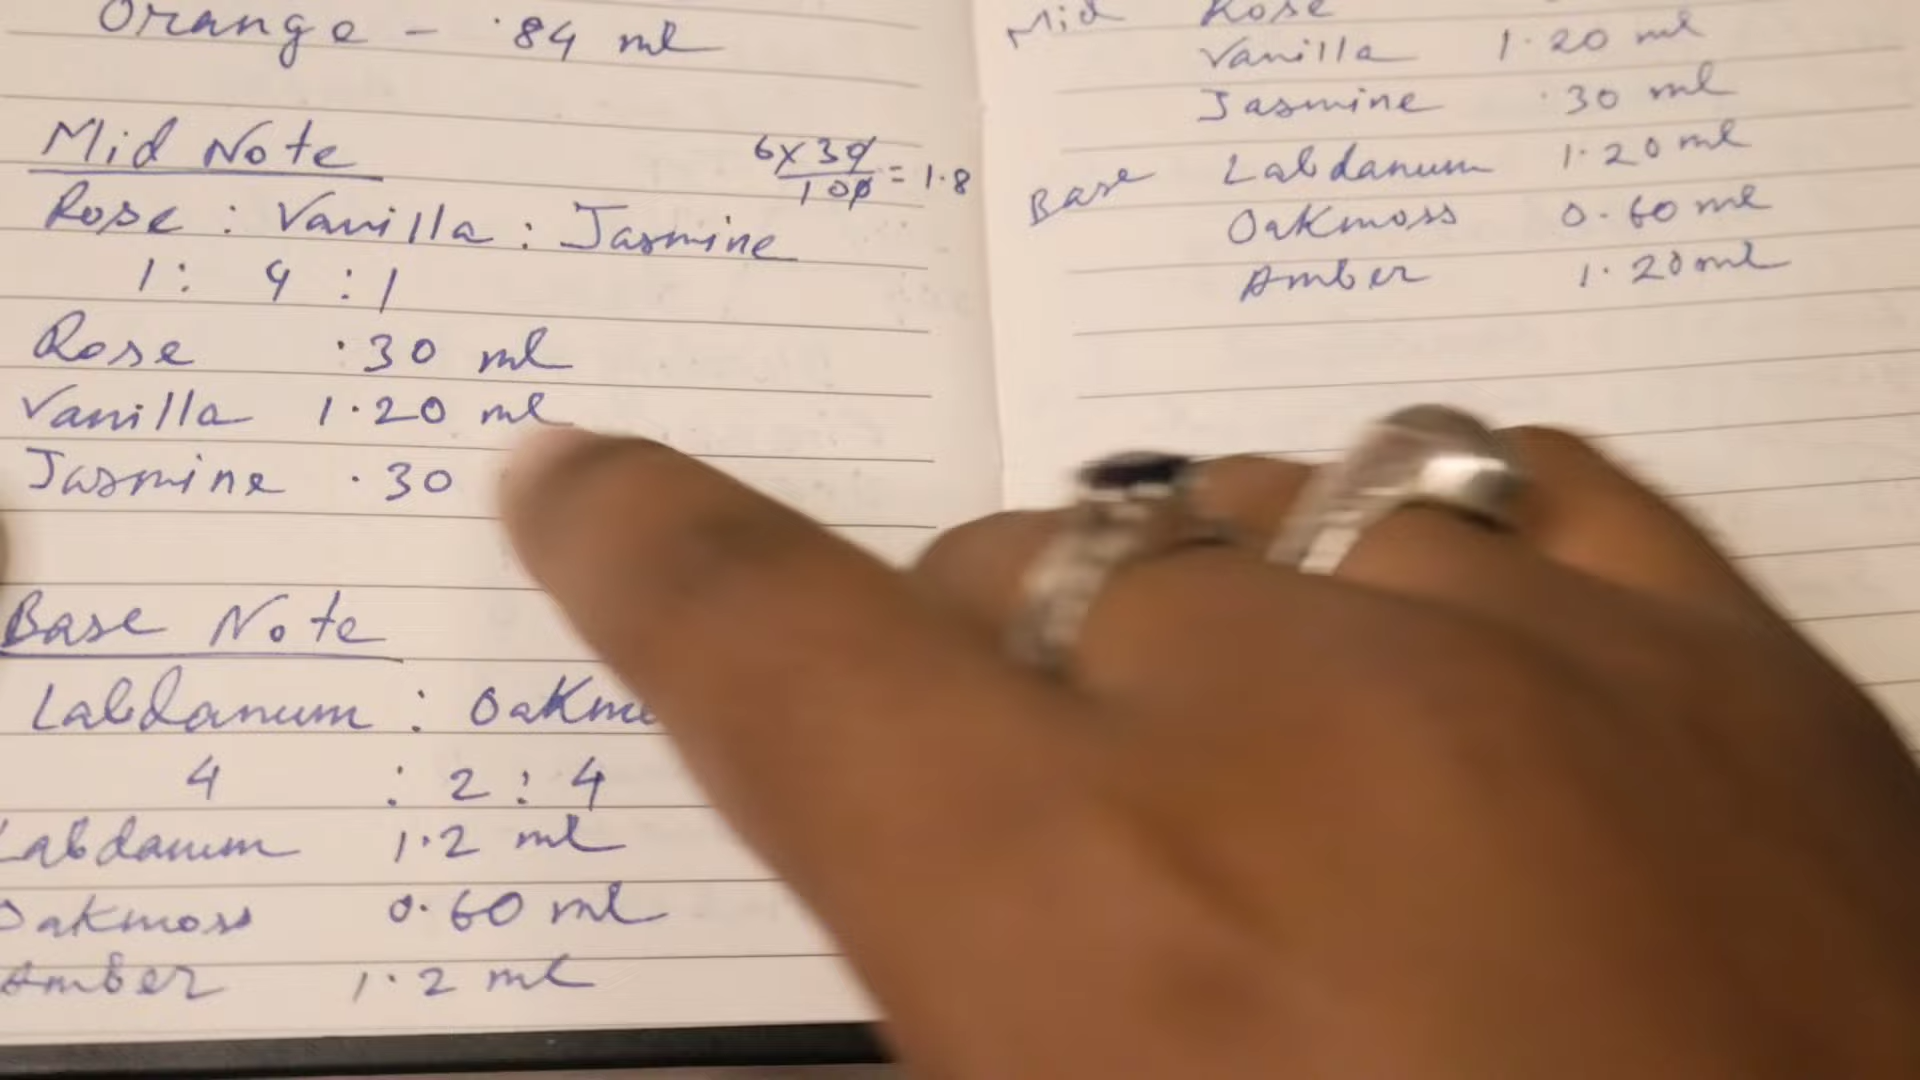 Orange - .84 ml
Mid Note
6x30/100 = 1.8
Rose : Vanilla : Jasmine
1 : 4 : 1
Rose .30 ml
Vanilla 1.20 ml
Jasmine .30
Base Note
Labdanum :
4 : 2 : 4
Labdanum 1.2 ml
Oakmoss 0.60 ml
Amber 1.2 ml
Mid Rose
Vanilla 1.20 ml
Jasmine .30 ml
Base Labdanum 1.20 ml
Oakmoss 0.60 ml
Amber 1.20 ml